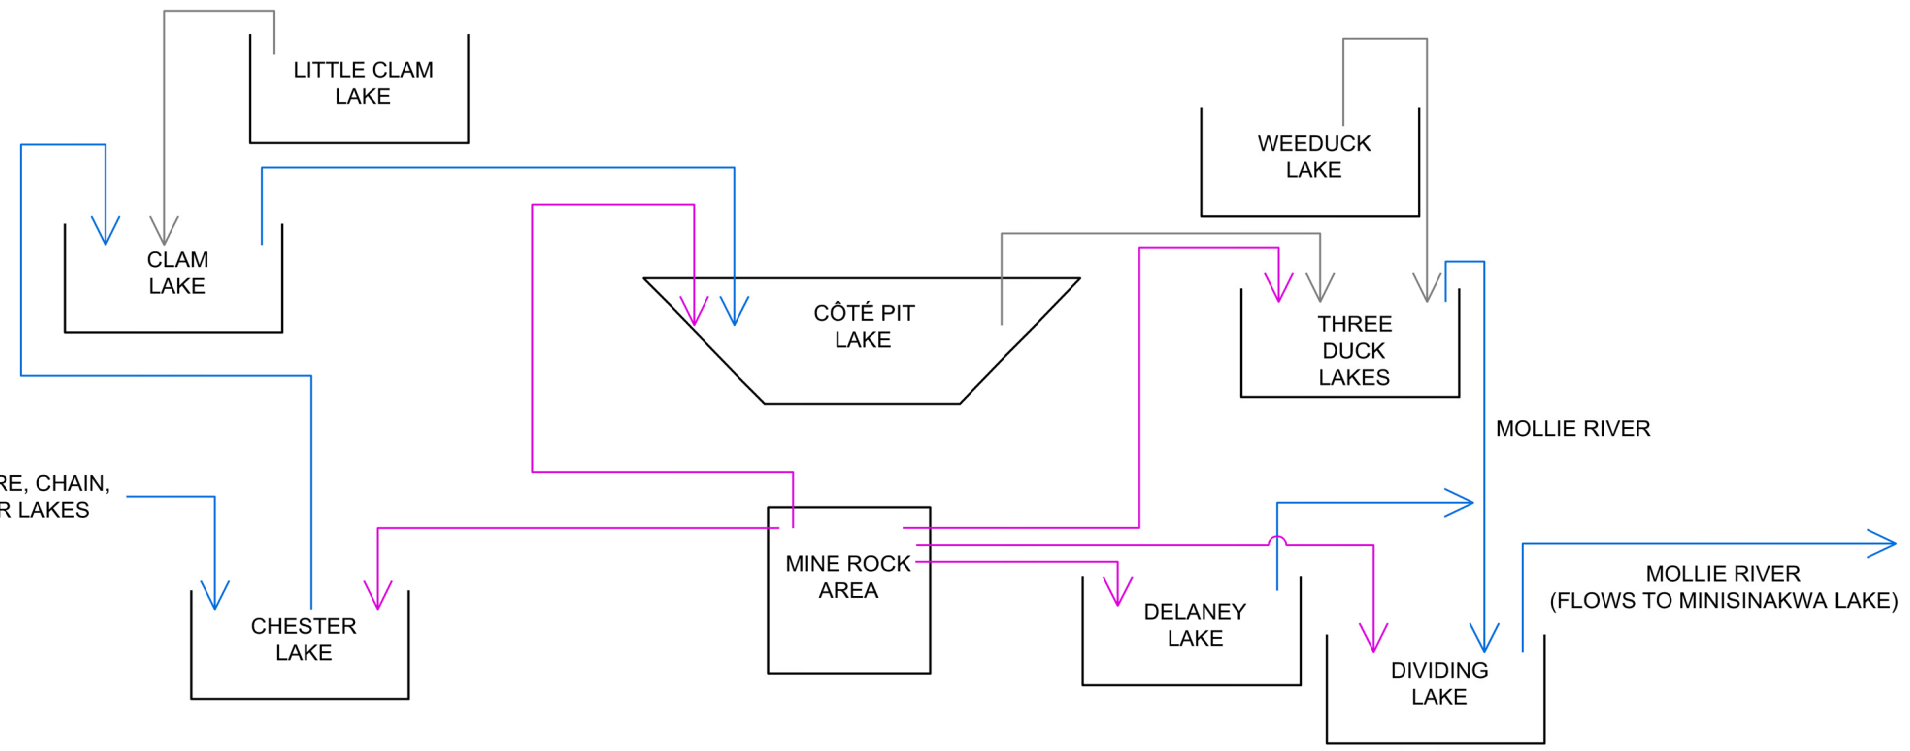 LITTLE CLAM
LAKE
WEEDUCK
LAKE
CLAM
LAKE
CÔTÉ PIT
LAKE
THREE
DUCK
LAKES
MOLLIE RIVER
RE, CHAIN,
R LAKES
MINE ROCK
AREA
MOLLIE RIVER
(FLOWS TO MINISINAKWA LAKE)
CHESTER
LAKE
DELANEY
LAKE
DIVIDING
LAKE